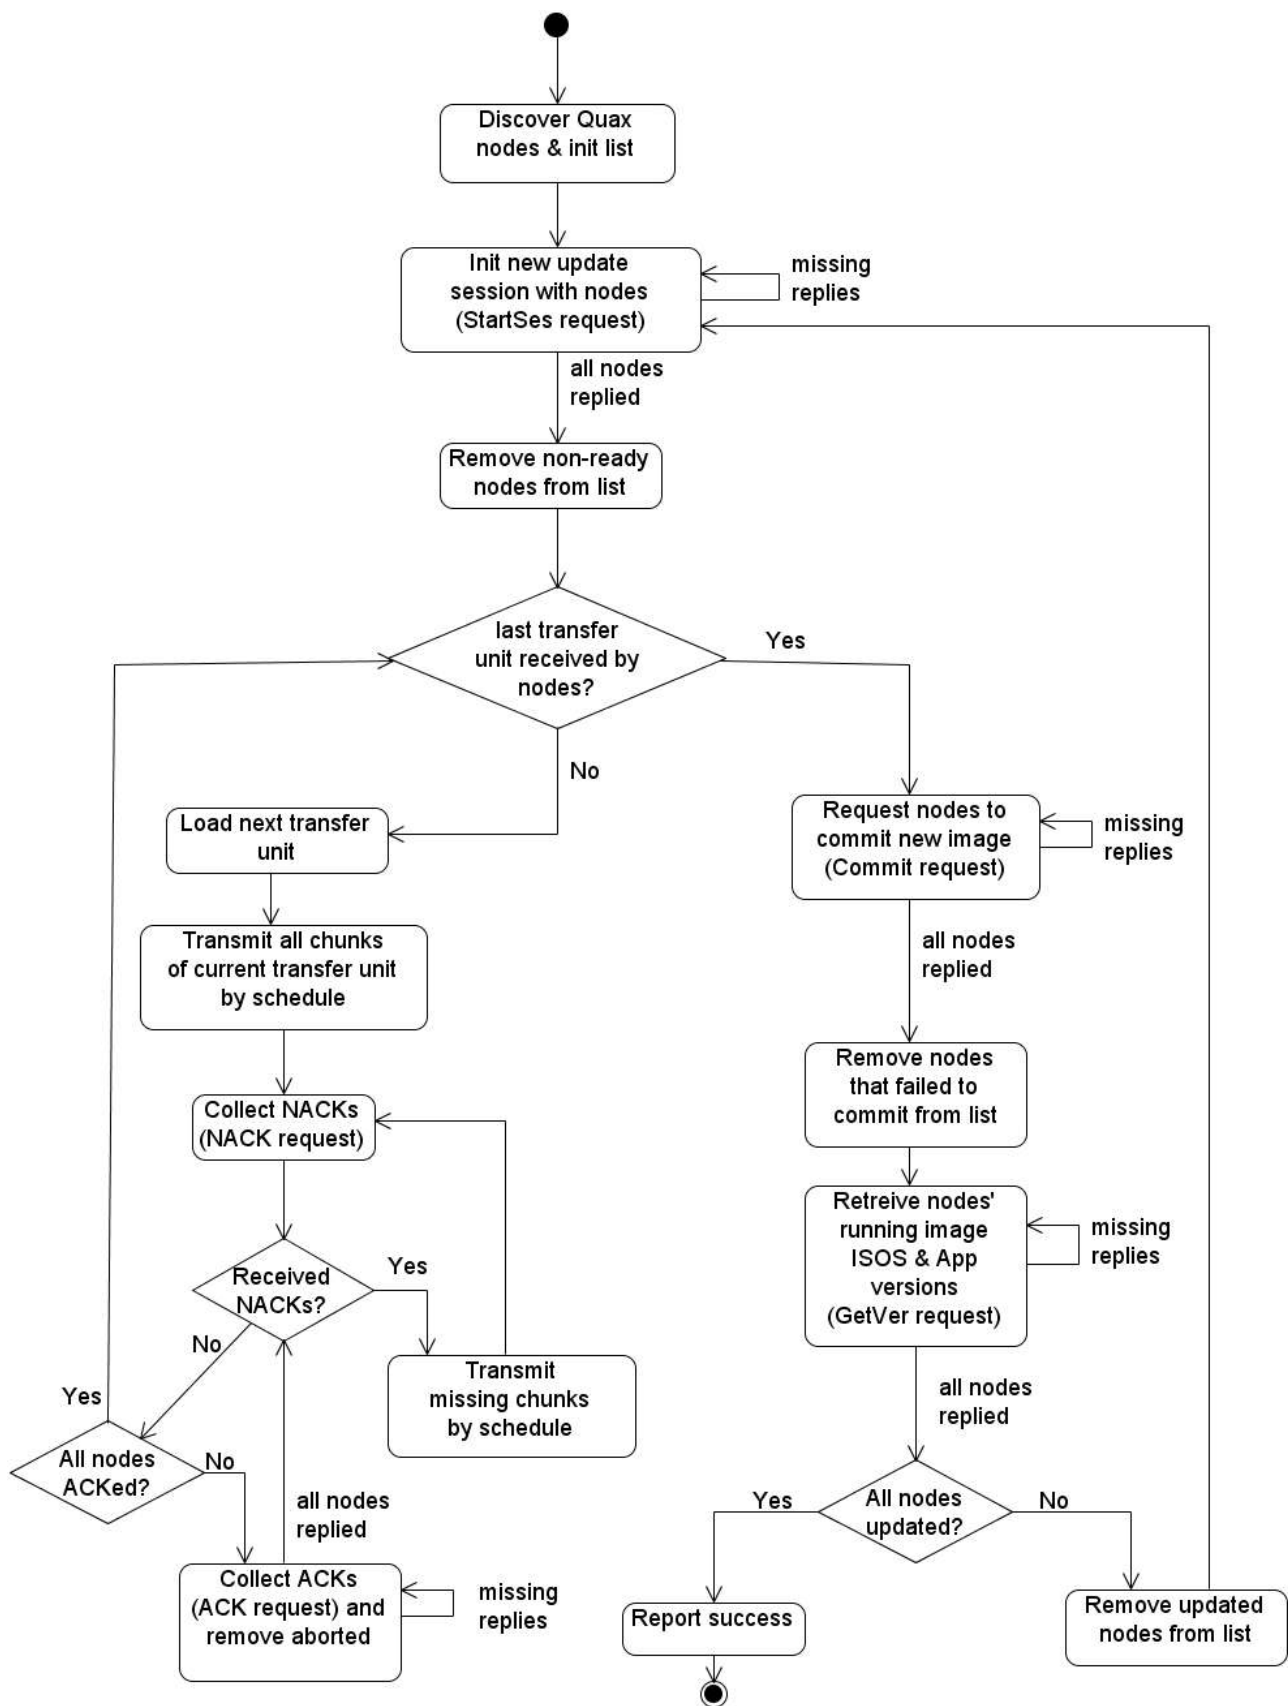 Discover Quax
nodes & init list
Init new update
session with nodes
(StartSes request)
missing
replies
all nodes
replied
Remove non-ready
nodes from list
last transfer
unit received by
nodes?
Yes
No
Load next transfer
unit
Transmit all chunks
of current transfer unit
by schedule
Collect NACKs
(NACK request)
Received
NACKs?
Yes
No
Transmit
missing chunks
by schedule
Yes
All nodes
ACKed?
No
all nodes
replied
Collect ACKs
(ACK request) and
remove aborted
missing
replies
Request nodes to
commit new image
(Commit request)
missing
replies
all nodes
replied
Remove nodes
that failed to
commit from list
Retreive nodes'
running image
ISOS & App
versions
(GetVer request)
missing
replies
all nodes
replied
Yes
All nodes
updated?
No
Report success
Remove updated
nodes from list